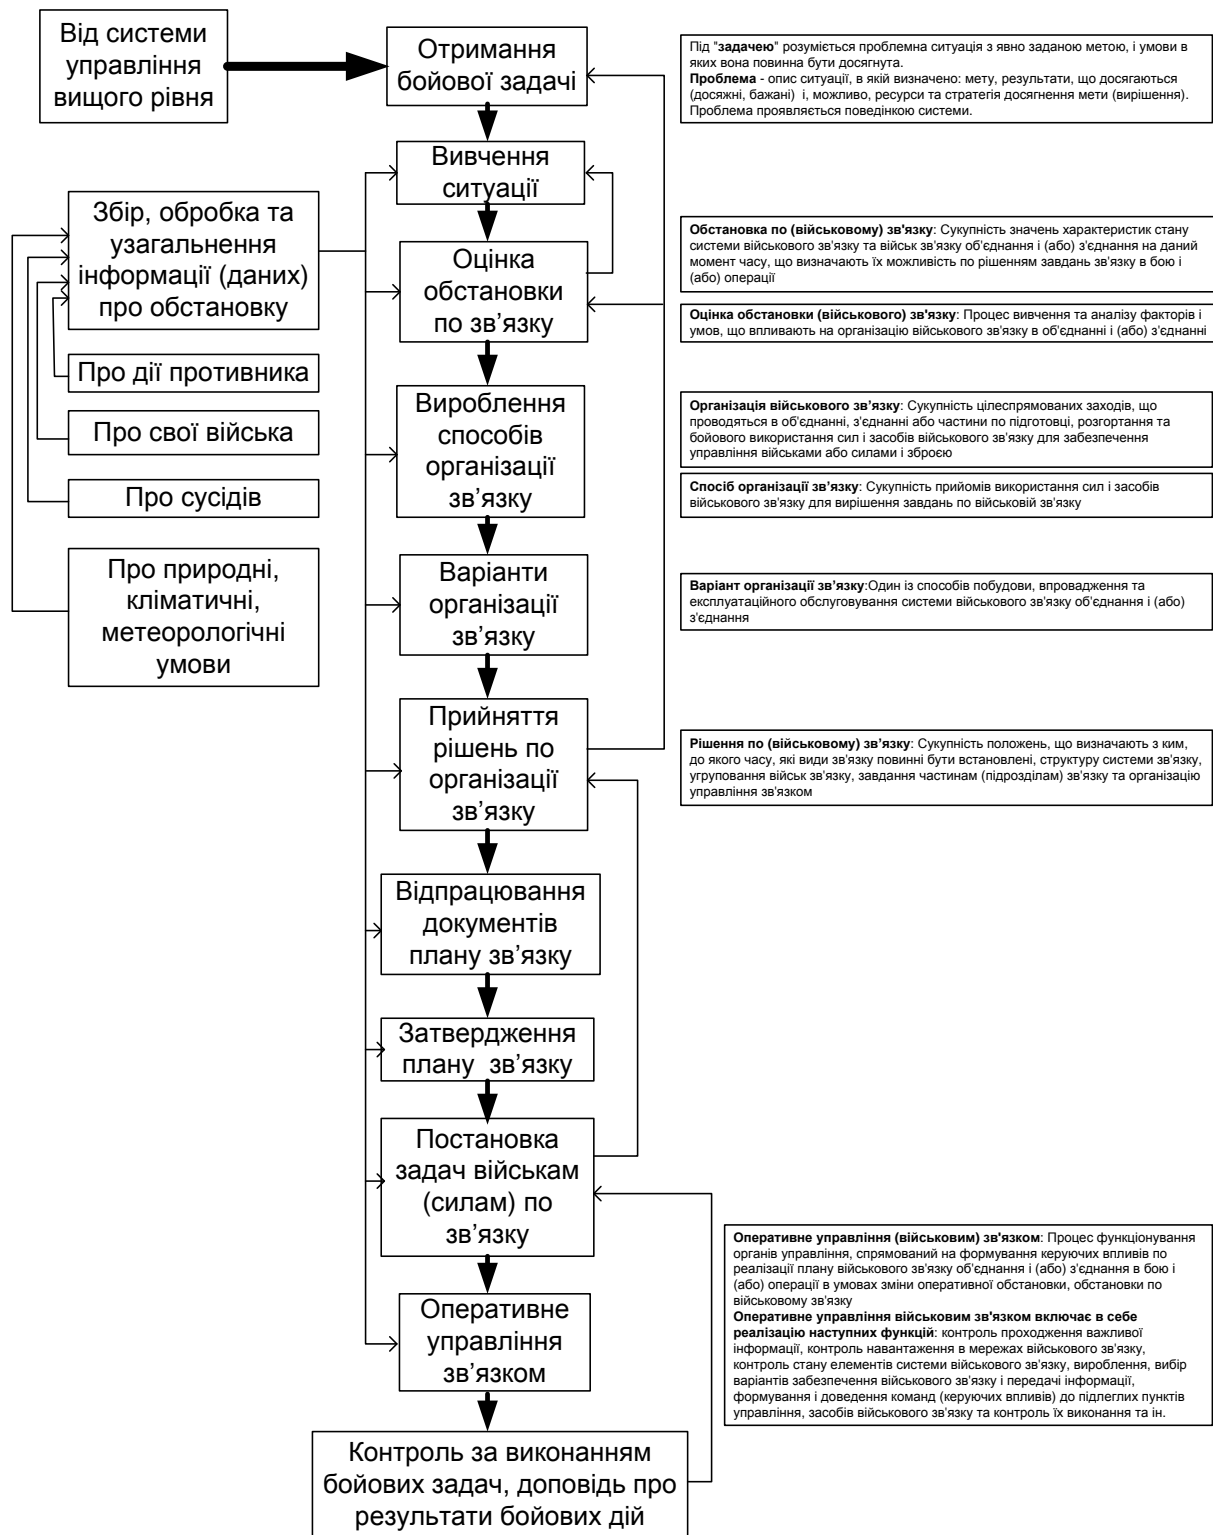 Від системи
управління
вищого рівня
Отримання
бойової задачі
Під "задачею" розуміється проблемна ситуація з явно заданою метою, і умови в
яких вона повинна бути досягнута.
Проблема - опис ситуації, в якій визначено: мету, результати, що досягаються
(досяжні, бажані)  і, можливо, ресурси та стратегія досягнення мети (вирішення).
Проблема проявляється поведінкою системи.
Вивчення
ситуації
Збір, обробка та
узагальнення
інформації (даних)
про обстановку
Оцінка
обстановки
по зв’язку
Обстановка по (військовому) зв'язку: Сукупність значень характеристик стану
системи військового зв’язку та військ зв’язку об’єднання і (або) з’єднання на даний
момент часу, що визначають їх можливість по рішенням завдань зв’язку в бою і
(або) операції
Оцінка обстановки (військового) зв'язку: Процес вивчення та аналізу факторів і
умов, що впливають на організацію військового зв’язку в об’єднанні і (або) з’єднанні
Про дії противника
Про свої війська
Про сусідів
Про природні,
кліматичні,
метеорологічні
умови
Вироблення
способів
організації
зв’язку
Організація військового зв’язку: Сукупність цілеспрямованих заходів, що
проводяться в об’єднанні, з’єднанні або частини по підготовці, розгортання та
бойового використання сил і засобів військового зв’язку для забезпечення
управління військами або силами і зброєю
Спосіб організації зв’язку: Сукупність прийомів використання сил і засобів
військового зв’язку для вирішення завдань по військовій зв’язку
Варіанти
організації
зв’язку
Варіант організації зв’язку:Один із способів побудови, впровадження та
експлуатаційного обслуговування системи військового зв’язку об’єднання і (або)
з’єднання
Прийняття
рішень по
організації
зв’язку
Рішення по (військовому) зв’язку: Сукупність положень, що визначають з ким,
до якого часу, які види зв’язку повинні бути встановлені, структуру системи зв’язку,
угруповання військ зв’язку, завдання частинам (підрозділам) зв’язку та організацію
управління зв’язком
Відпрацювання
документів
плану зв’язку
Затвердження
плану  зв’язку
Постановка
задач військам
(силам) по
зв’язку
Оперативне
управління
зв’язком
Оперативне управління (військовим) зв'язком: Процес функціонування
органів управління, спрямований на формування керуючих впливів по
реалізації плану військового зв’язку об’єднання і (або) з’єднання в бою і
(або) операції в умовах зміни оперативної обстановки, обстановки по
військовому зв’язку
Оперативне управління військовим зв'язком включає в себе
реалізацію наступних функцій: контроль проходження важливої
інформації, контроль навантаження в мережах військового зв’язку,
контроль стану елементів системи військового зв’язку, вироблення, вибір
варіантів забезпечення військового зв’язку і передачі інформації,
формування і доведення команд (керуючих впливів) до підлеглих пунктів
управління, засобів військового зв’язку та контроль їх виконання та ін.
Контроль за виконанням
бойових задач, доповідь про
результати бойових дій